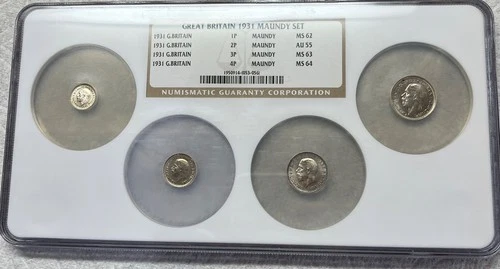 GREAT BRITAIN 1931 MAUNDY SET
1931 G.BRITAIN 1P MAUNDY MS 62
1931 G.BRITAIN 2P MAUNDY AU 55
1931 G.BRITAIN 3P MAUNDY MS 63
1931 G.BRITAIN 4P MAUNDY MS 64
NUMISMATIC GUARANTY CORPORATION